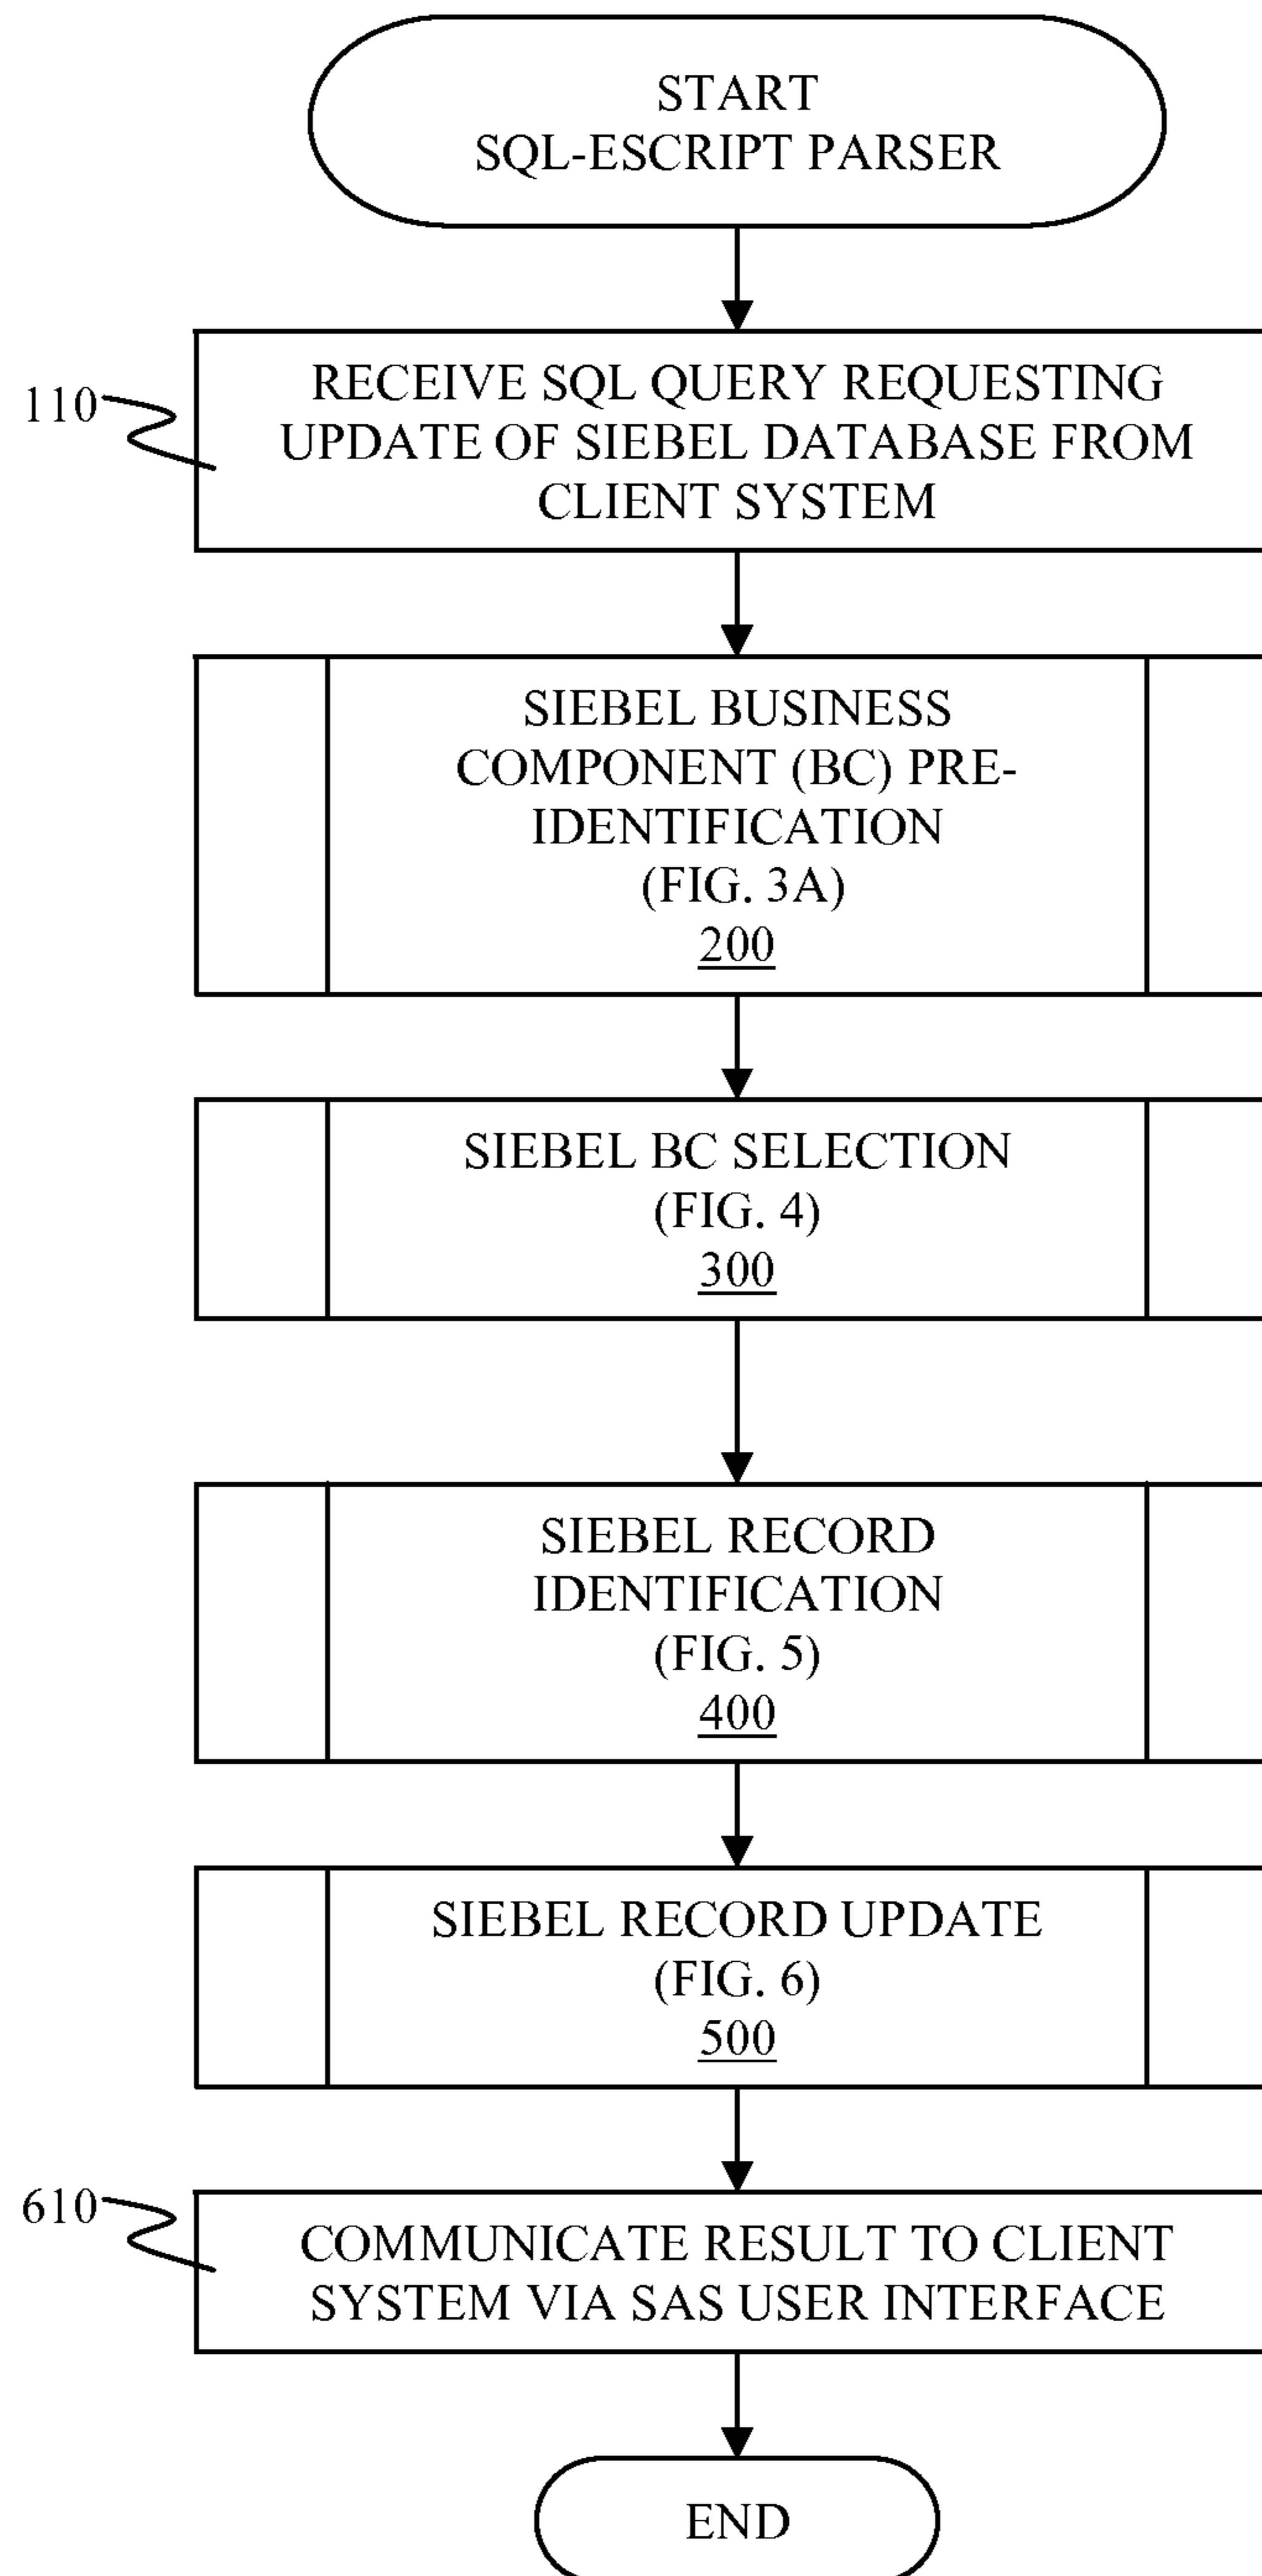 START
SQL-ESCRIPT PARSER
110
RECEIVE SQL QUERY REQUESTING
UPDATE OF SIEBEL DATABASE FROM
CLIENT SYSTEM
SIEBEL BUSINESS
COMPONENT (BC) PRE-
IDENTIFICATION
(FIG. 3A)
200
SIEBEL BC SELECTION
(FIG. 4)
300
SIEBEL RECORD
IDENTIFICATION
(FIG. 5)
400
SIEBEL RECORD UPDATE
(FIG. 6)
500
610
COMMUNICATE RESULT TO CLIENT
SYSTEM VIA SAS USER INTERFACE
END